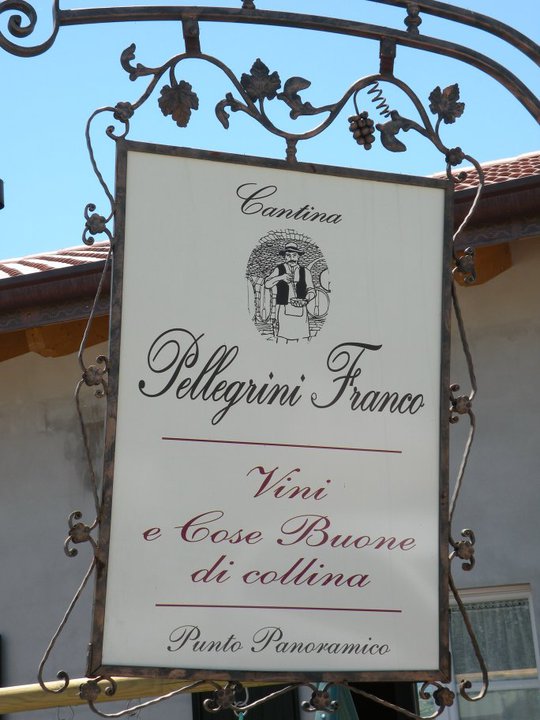 Cantina
Pellegrini Franco
Vini
e Cose Buone
di collina
Punto Panoramico